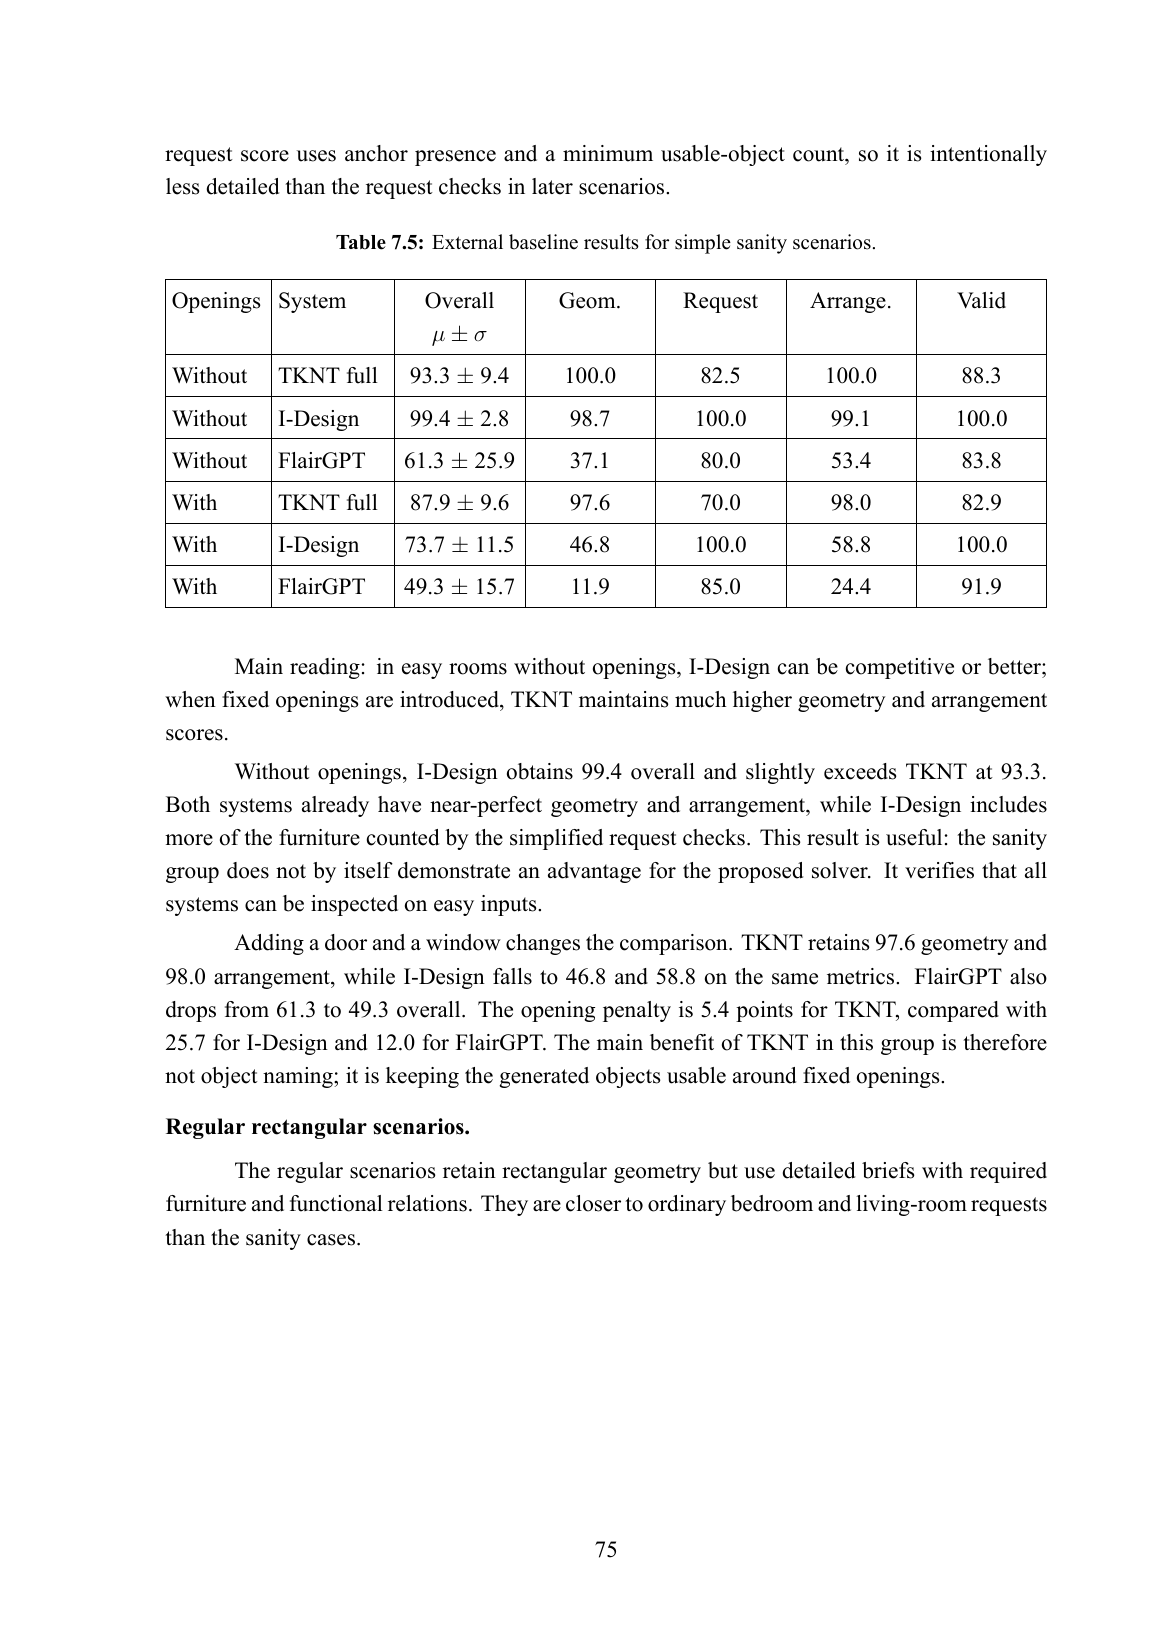 request score uses anchor presence and a minimum usable-object count, so it is intentionally
less detailed than the request checks in later scenarios.
Table 7.5: External baseline results for simple sanity scenarios.
Openings System Overall Geom. Request Arrange. Valid
μ ± σ
Without TKNT full 93.3 ± 9.4 100.0 82.5 100.0 88.3
Without I-Design 99.4 ± 2.8 98.7 100.0 99.1 100.0
Without FlairGPT 61.3 ± 25.9 37.1 80.0 53.4 83.8
With TKNT full 87.9 ± 9.6 97.6 70.0 98.0 82.9
With I-Design 73.7 ± 11.5 46.8 100.0 58.8 100.0
With FlairGPT 49.3 ± 15.7 11.9 85.0 24.4 91.9
Main reading: in easy rooms without openings, I-Design can be competitive or better;
when fixed openings are introduced, TKNT maintains much higher geometry and arrangement
scores.
Without openings, I-Design obtains 99.4 overall and slightly exceeds TKNT at 93.3.
Both systems already have near-perfect geometry and arrangement, while I-Design includes
more of the furniture counted by the simplified request checks. This result is useful: the sanity
group does not by itself demonstrate an advantage for the proposed solver. It verifies that all
systems can be inspected on easy inputs.
Adding a door and a window changes the comparison. TKNT retains 97.6 geometry and
98.0 arrangement, while I-Design falls to 46.8 and 58.8 on the same metrics. FlairGPT also
drops from 61.3 to 49.3 overall. The opening penalty is 5.4 points for TKNT, compared with
25.7 for I-Design and 12.0 for FlairGPT. The main benefit of TKNT in this group is therefore
not object naming; it is keeping the generated objects usable around fixed openings.
Regular rectangular scenarios.
The regular scenarios retain rectangular geometry but use detailed briefs with required
furniture and functional relations. They are closer to ordinary bedroom and living-room requests
than the sanity cases.
75